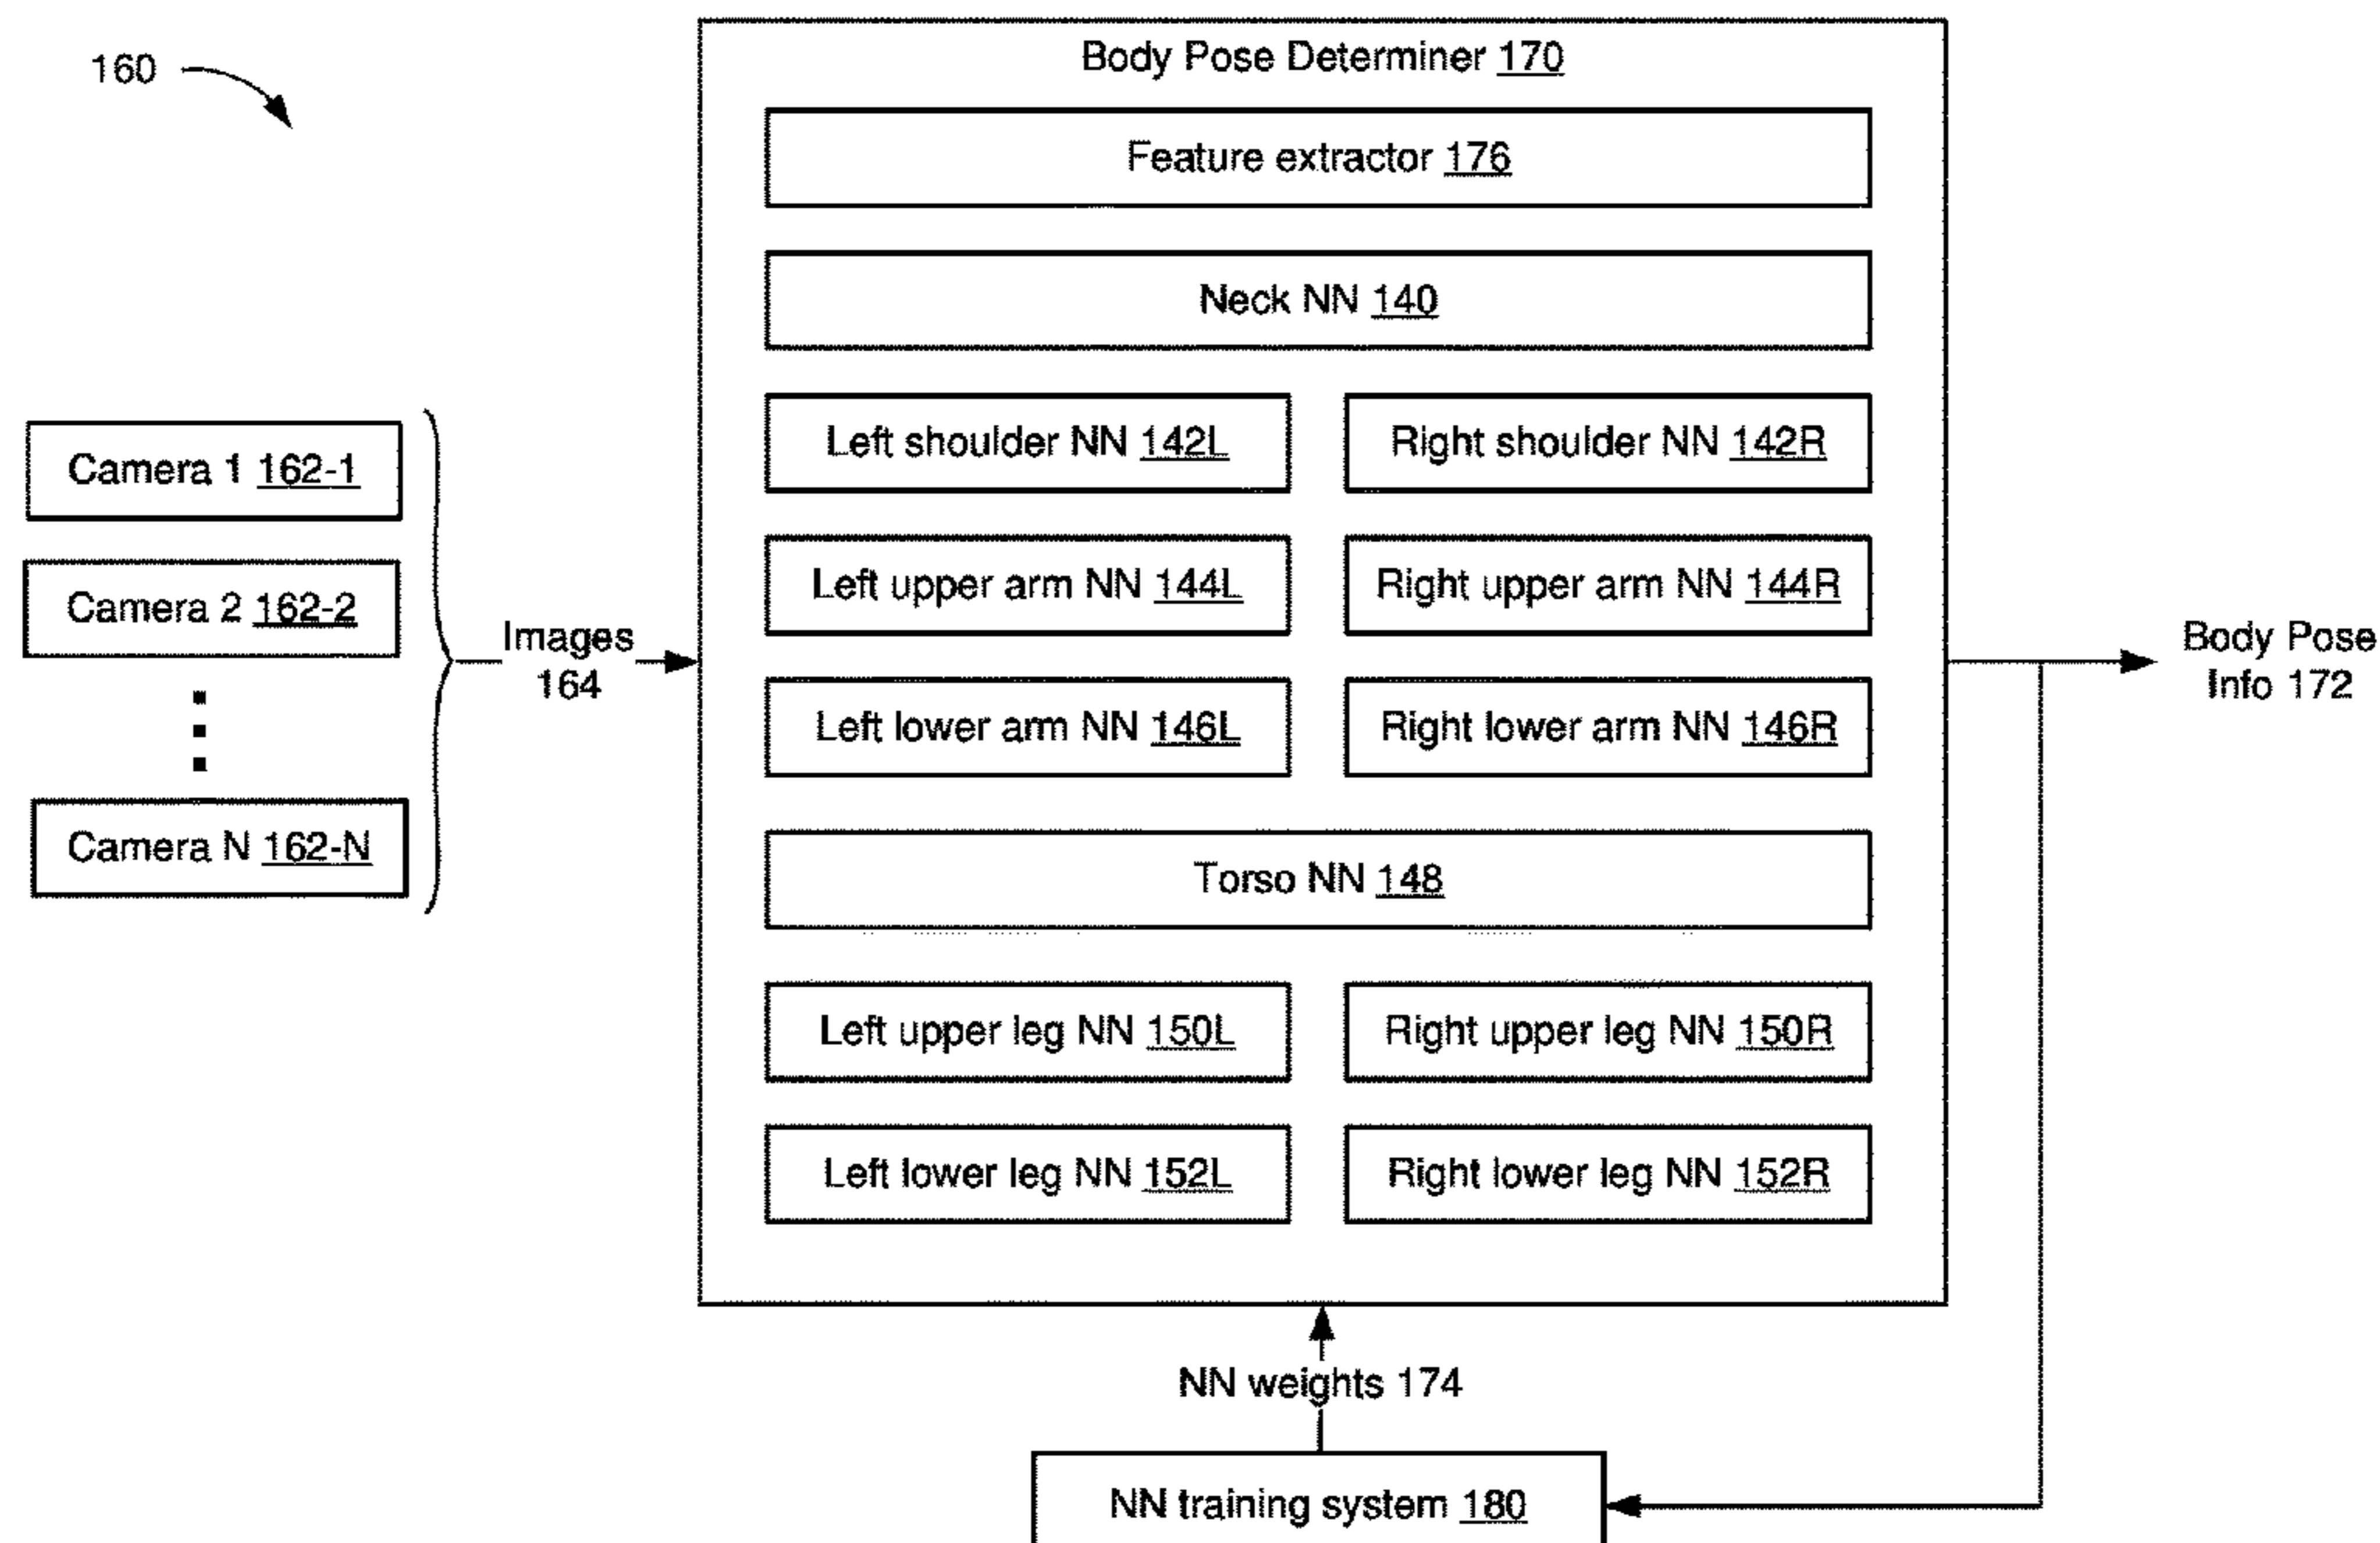 160
Body Pose Determiner 170
Feature extractor 176
Neck NN 140
Left shoulder NN 142L
Right shoulder NN 142R
Camera 1 162-1
Left upper arm NN 144L
Right upper arm NN 144R
Camera 2 162-2
Images
164
Body Pose
Info 172
Left lower arm NN 146L
Right lower arm NN 146R
Camera N 162-N
Torso NN 148
Left upper leg NN 150L
Right upper leg NN 150R
Left lower leg NN 152L
Right lower leg NN 152R
NN weights 174
NN training system 180